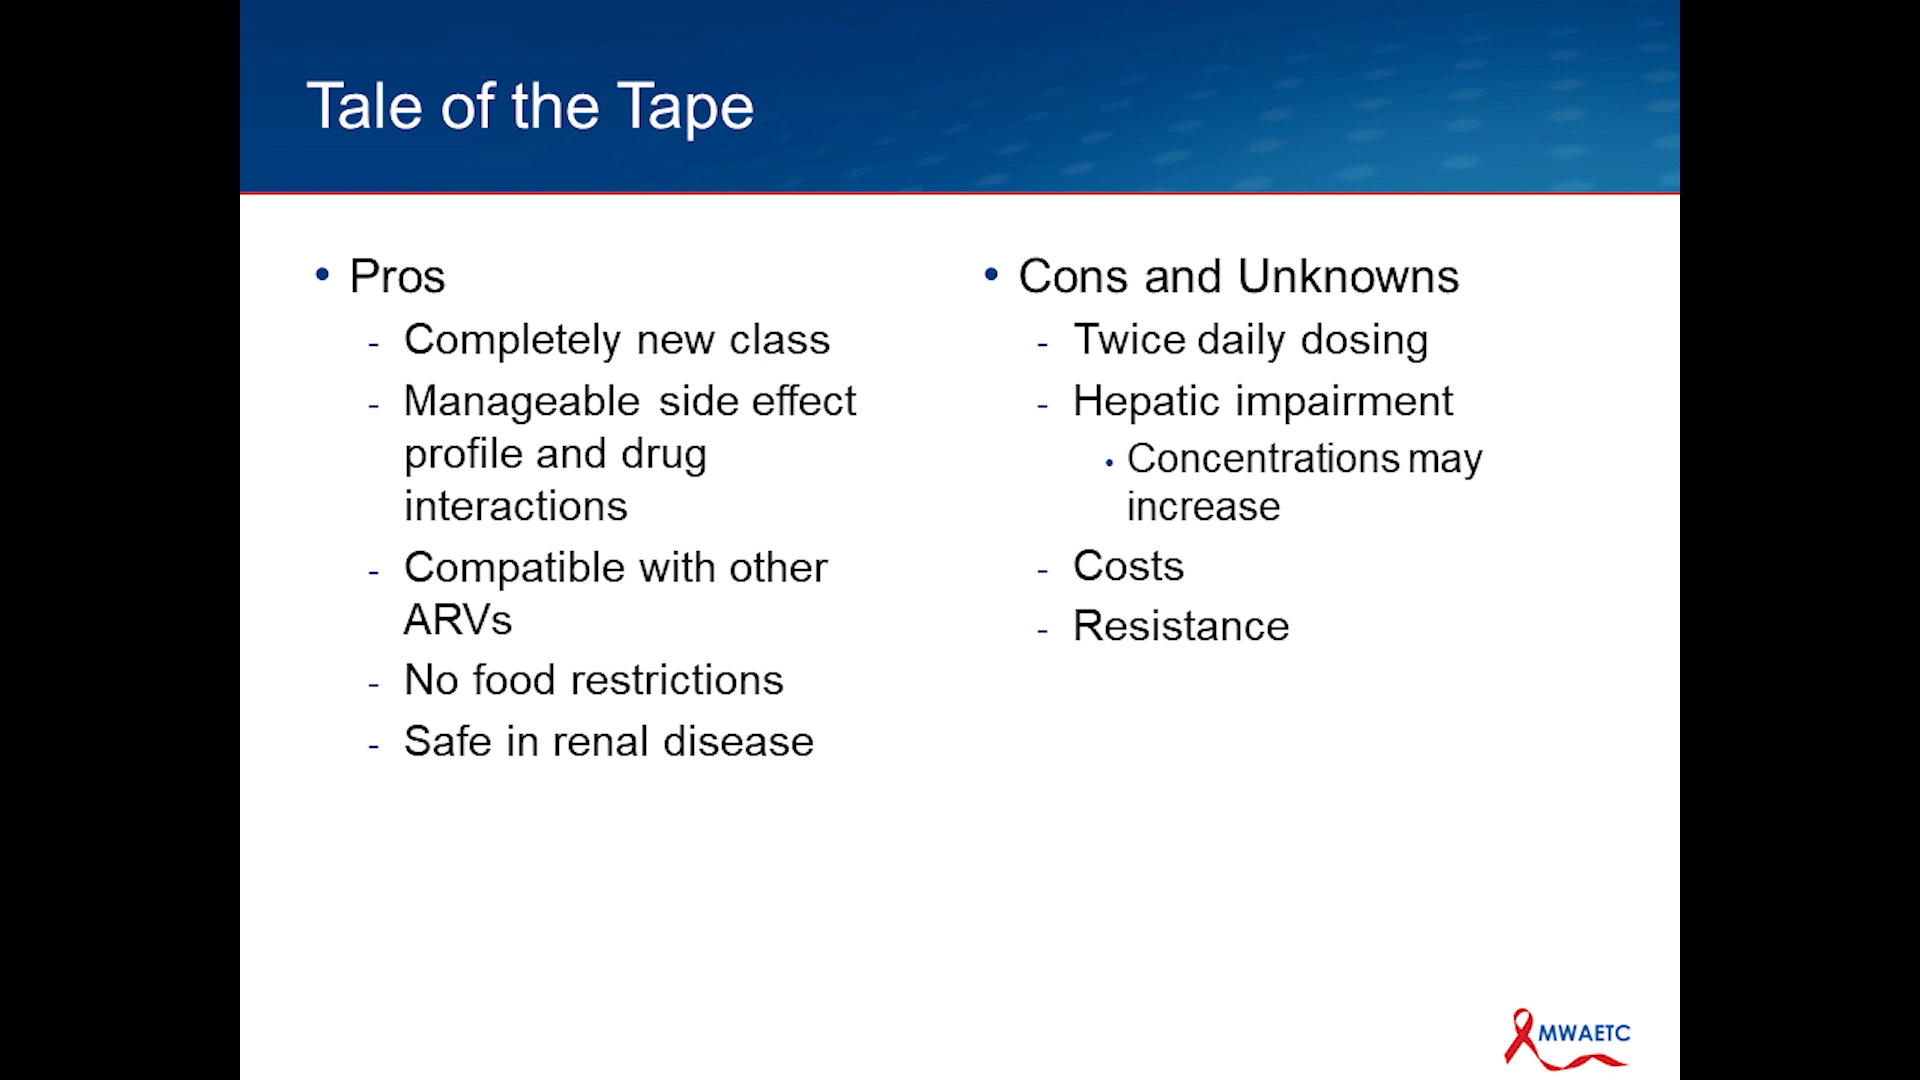 Tale of the Tape
• Pros
- Completely new class
- Manageable side effect
profile and drug
interactions
- Compatible with other
ARVs
- No food restrictions
- Safe in renal disease
• Cons and Unknowns
- Twice daily dosing
- Hepatic impairment
• Concentrations may
increase
- Costs
- Resistance
MWAETC